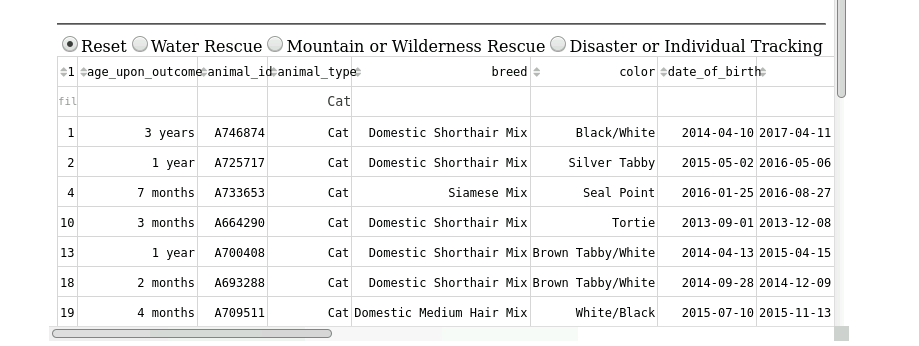 Reset Water Rescue Mountain or Wilderness Rescue Disaster or Individual Tracking
1 age_upon_outcome animal_id animal_type breed color date_of_birth
fil Cat
1 3 years A746874 Cat Domestic Shorthair Mix Black/White 2014-04-10 2017-04-11
2 1 year A725717 Cat Domestic Shorthair Mix Silver Tabby 2015-05-02 2016-05-06
4 7 months A733653 Cat Siamese Mix Seal Point 2016-01-25 2016-08-27
10 3 months A664290 Cat Domestic Shorthair Mix Tortie 2013-09-01 2013-12-08
13 1 year A700408 Cat Domestic Shorthair Mix Brown Tabby/White 2014-04-13 2015-04-15
18 2 months A693288 Cat Domestic Shorthair Mix Brown Tabby/White 2014-09-28 2014-12-09
19 4 months A709511 Cat Domestic Medium Hair Mix White/Black 2015-07-10 2015-11-13